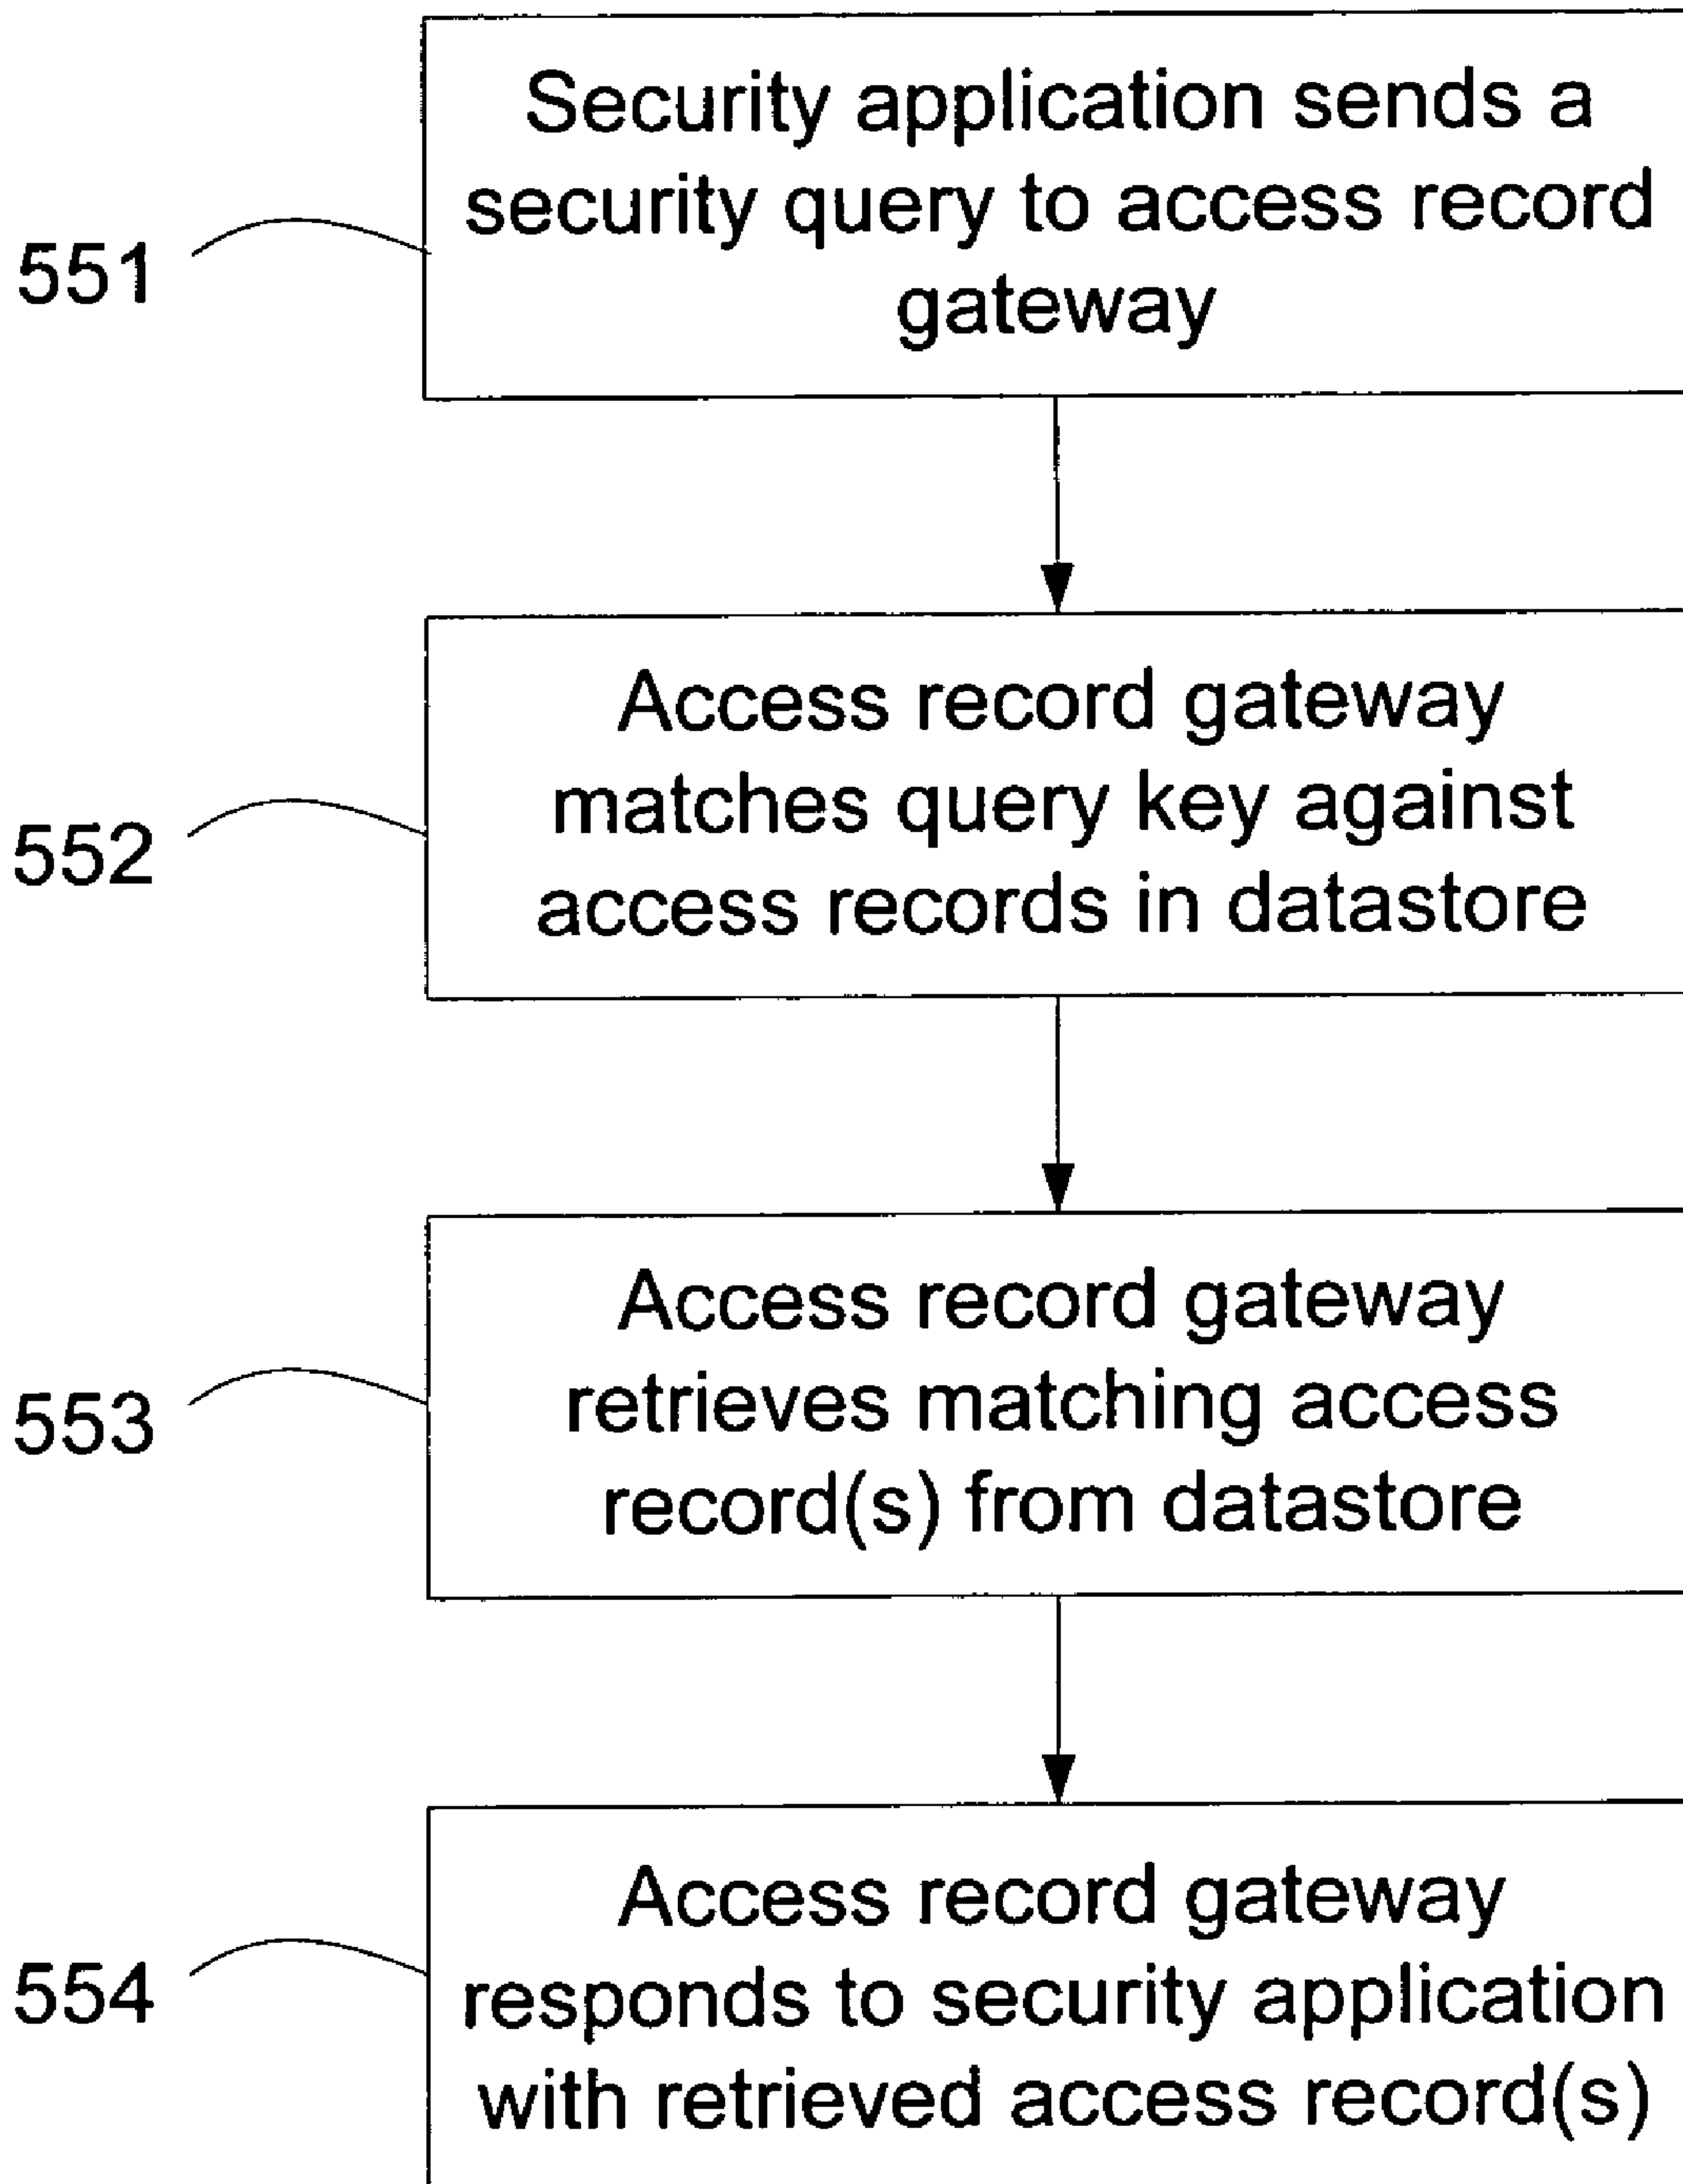 Security application sends a
security query to access record
gateway
551
Access record gateway
matches query key against
access records in datastore
552
Access record gateway
retrieves matching access
record(s) from datastore
553
Access record gateway
responds to security application
with retrieved access record(s)
554